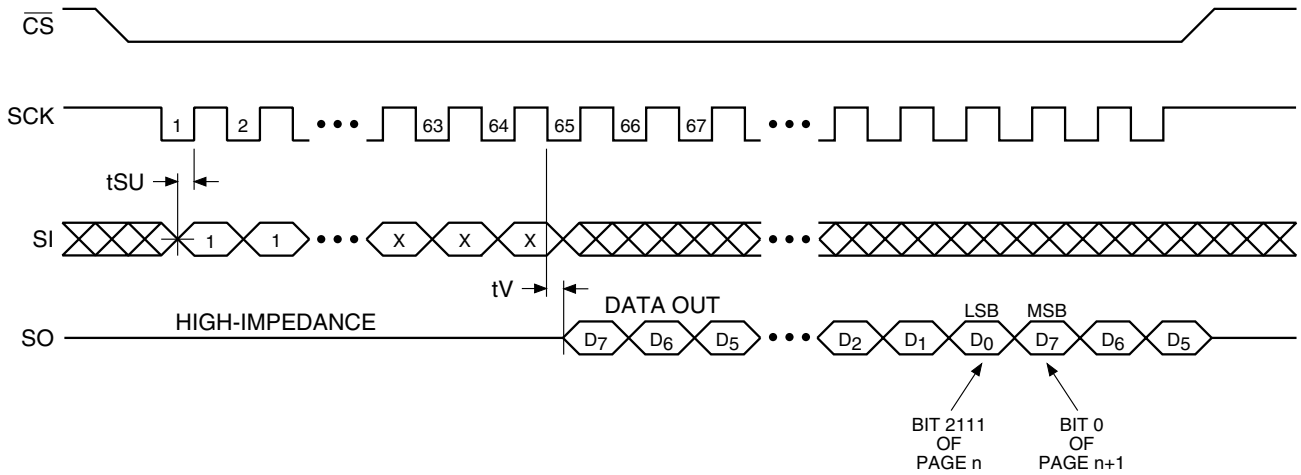 CS
SCK 1 2 ••• 63 64 65 66 67 •••
tSU
SI 1 1 ••• X X X •••
tV
HIGH-IMPEDANCE DATA OUT LSB MSB
SO D7 D6 D5 ••• D2 D1 D0 D7 D6 D5
BIT 2111
OF
PAGE n
BIT 0
OF
PAGE n+1